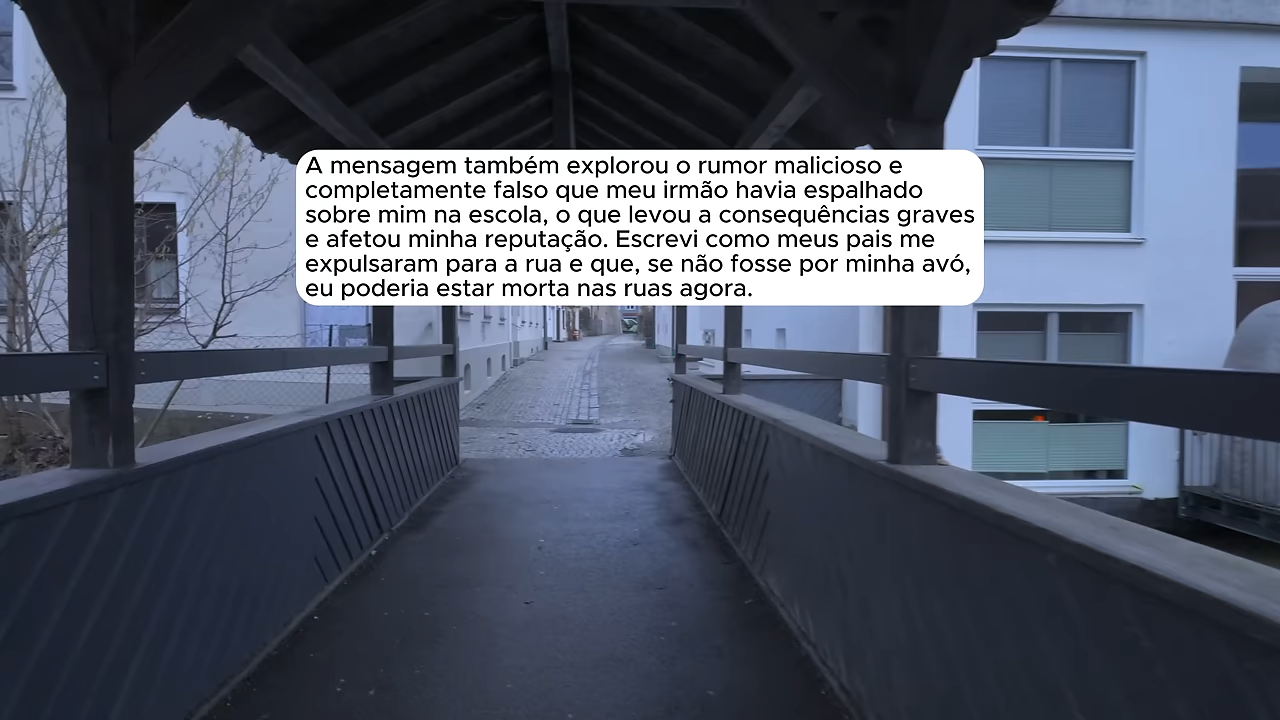 A mensagem também explorou o rumor malicioso e
completamente falso que meu irmão havia espalhado
sobre mim na escola, o que levou a consequências graves
e afetou minha reputação. Escrevi como meus pais me
expulsaram para a rua e que, se não fosse por minha avó,
eu poderia estar morta nas ruas agora.